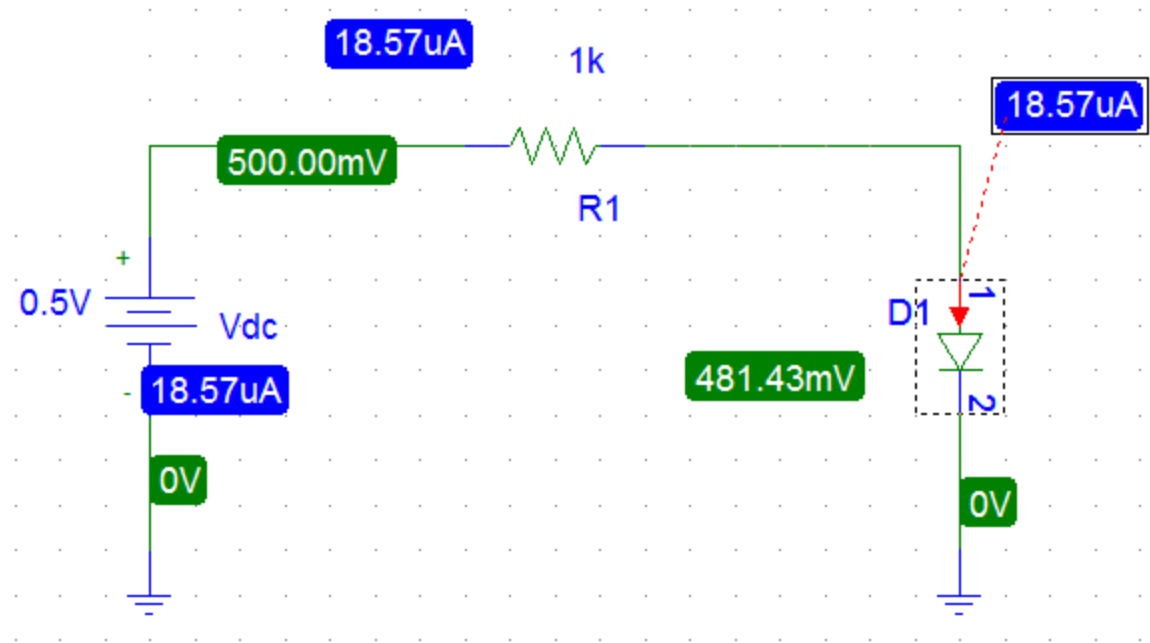 18.57uA
1k
18.57uA
500.00mV
R1
+
0.5V
Vdc
1
D1
481.43mV
-
18.57uA
2
0V
0V